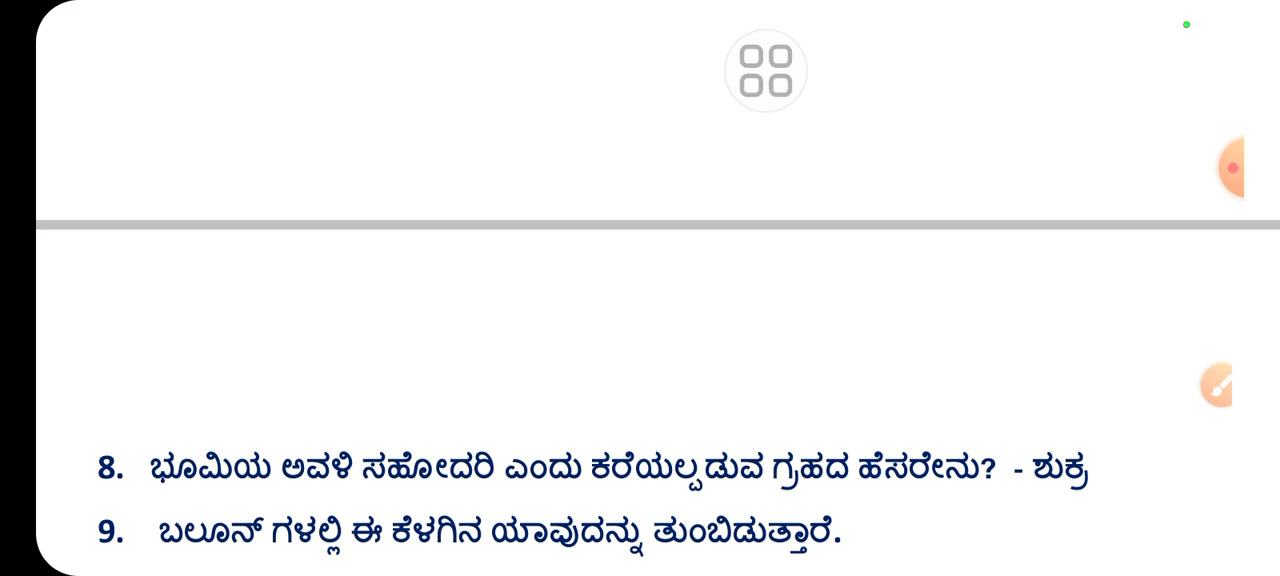 8. ಭೂಮಿಯ ಅವಳಿ ಸಹೋದರಿ ಎಂದು ಕರೆಯಲ್ಪಡುವ ಗ್ರಹದ ಹೆಸರೇನು? - ಶುಕ್ರ
9. ಬಲೂನ್ ಗಳಲ್ಲಿ ಈ ಕೆಳಗಿನ ಯಾವುದನ್ನು ತುಂಬಿಡುತ್ತಾರೆ.